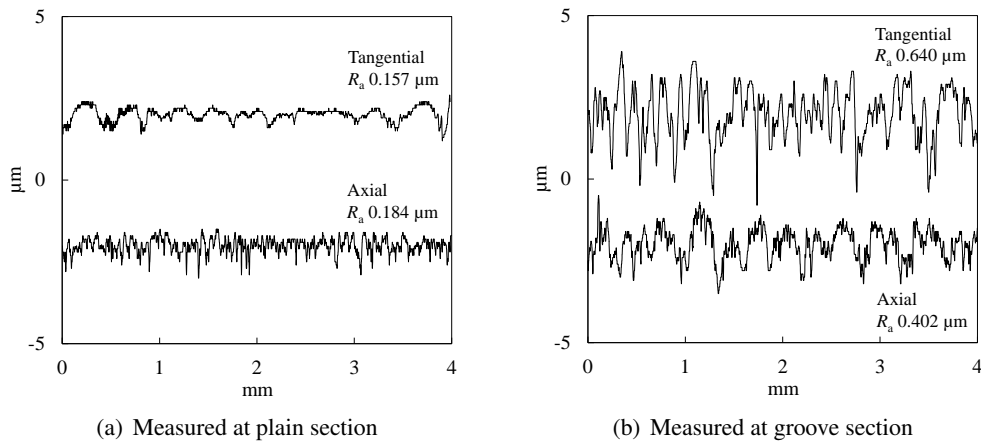 5
Tangential
Ra 0.157 µm
µm
0
Axial
Ra 0.184 µm
-5
0 1 2 3 4
mm
(a) Measured at plain section
5
Tangential
Ra 0.640 µm
µm
0
Axial
Ra 0.402 µm
-5
0 1 2 3 4
mm
(b) Measured at groove section